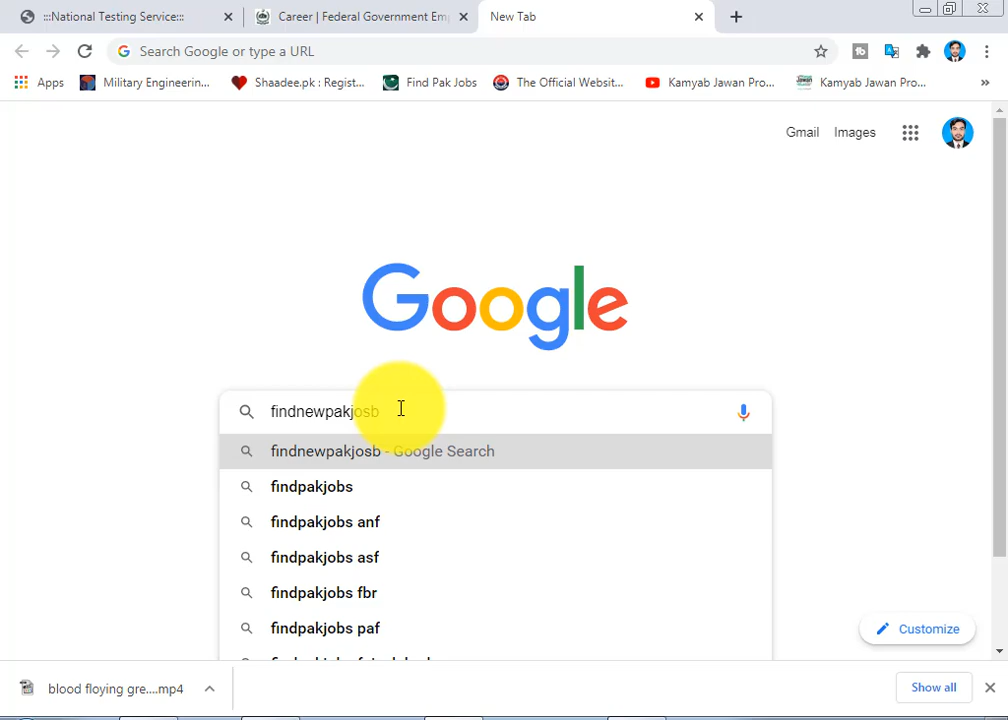 :::National Testing Service:::
Career | Federal Government Emp
New Tab
Search Google or type a URL
Apps
Military Engineerin...
Shaadee.pk : Regist...
Find Pak Jobs
The Official Websit...
Kamyab Jawan Pro...
Kamyab Jawan Pro...
Gmail
Images
Google
findnewpakjosb
findnewpakjosb - Google Search
findpakjobs
findpakjobs anf
findpakjobs asf
findpakjobs fbr
findpakjobs paf
Customize
blood floying gre....mp4
Show all